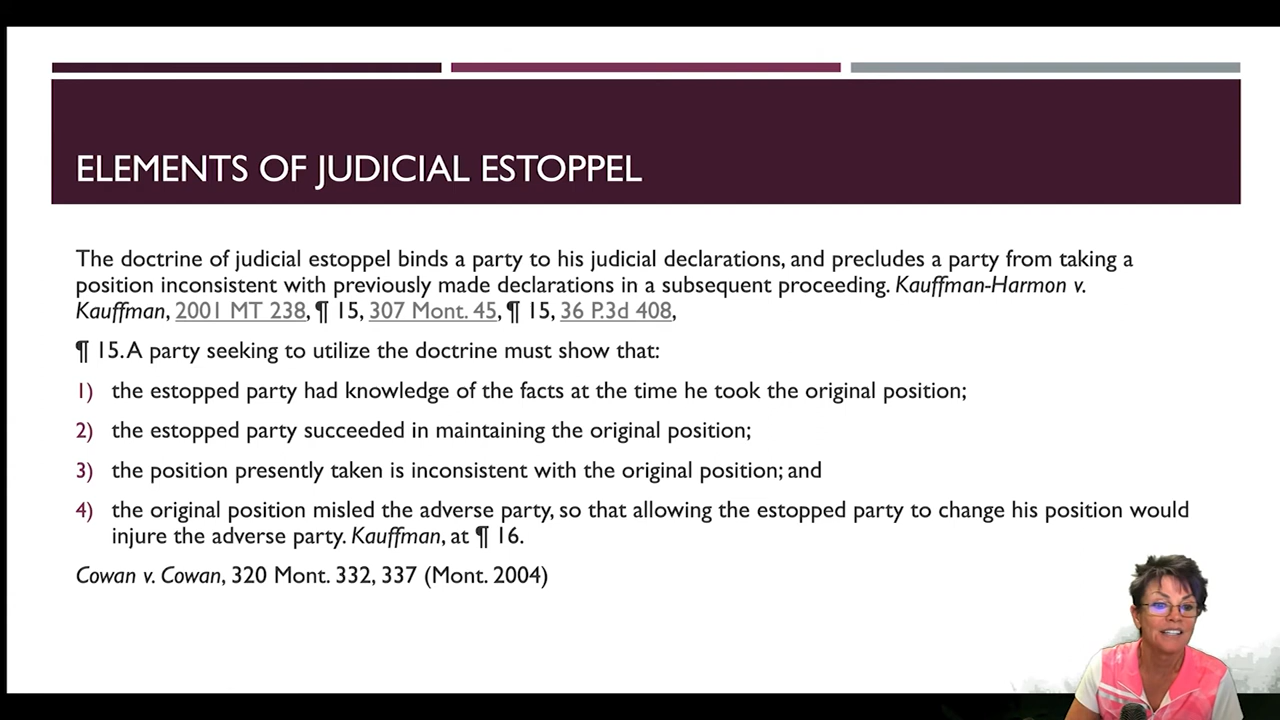 ELEMENTS OF JUDICIAL ESTOPPEL
The doctrine of judicial estoppel binds a party to his judicial declarations, and precludes a party from taking a
position inconsistent with previously made declarations in a subsequent proceeding. Kauffman-Harmon v.
Kauffman, 2001 MT 238, ¶ 15, 307 Mont. 45, ¶ 15, 36 P.3d 408,
¶ 15. A party seeking to utilize the doctrine must show that:
1) the estopped party had knowledge of the facts at the time he took the original position;
2) the estopped party succeeded in maintaining the original position;
3) the position presently taken is inconsistent with the original position; and
4) the original position misled the adverse party, so that allowing the estopped party to change his position would
injure the adverse party. Kauffman, at ¶ 16.
Cowan v. Cowan, 320 Mont. 332, 337 (Mont. 2004)